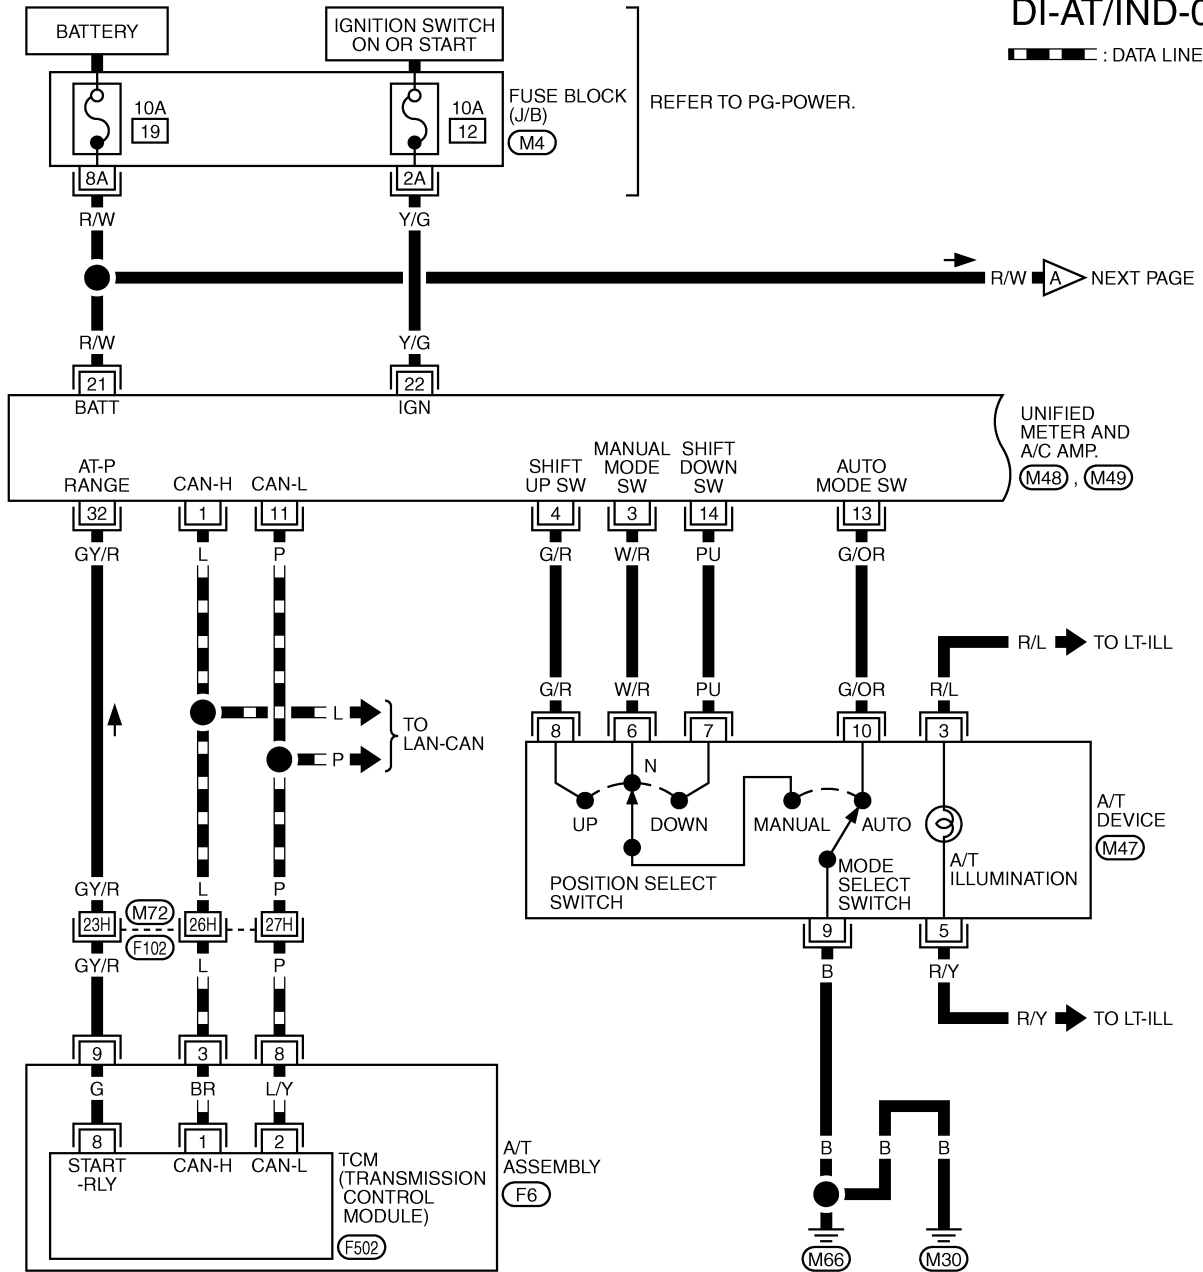 DI-AT/IND-0
: DATA LINE
BATTERY
IGNITION SWITCH
ON OR START
10A
19
10A
12
FUSE BLOCK
(J/B)
M4
REFER TO PG-POWER.
8A
2A
R/W
Y/G
R/W
A
NEXT PAGE
R/W
Y/G
21
22
BATT
IGN
UNIFIED
METER AND
A/C AMP.
M48 , M49
AT-P
RANGE
CAN-H
CAN-L
SHIFT
UP SW
MANUAL
MODE
SW
SHIFT
DOWN
SW
AUTO
MODE SW
32
1
11
4
3
14
13
GY/R
L
P
G/R
W/R
PU
G/OR
R/L
TO LT-ILL
G/R
W/R
PU
G/OR
R/L
L
P
TO
LAN-CAN
8
6
7
10
3
N
UP
DOWN
MANUAL
AUTO
POSITION SELECT
SWITCH
MODE
SELECT
SWITCH
A/T
ILLUMINATION
A/T
DEVICE
M47
GY/R
L
P
M72
23H
26H
27H
F102
9
5
GY/R
L
P
B
R/Y
R/Y
TO LT-ILL
9
3
8
G
BR
L/Y
8
1
2
START
-RLY
CAN-H
CAN-L
TCM
(TRANSMISSION
CONTROL
MODULE)
F502
A/T
ASSEMBLY
F6
B
B
B
M66
M30